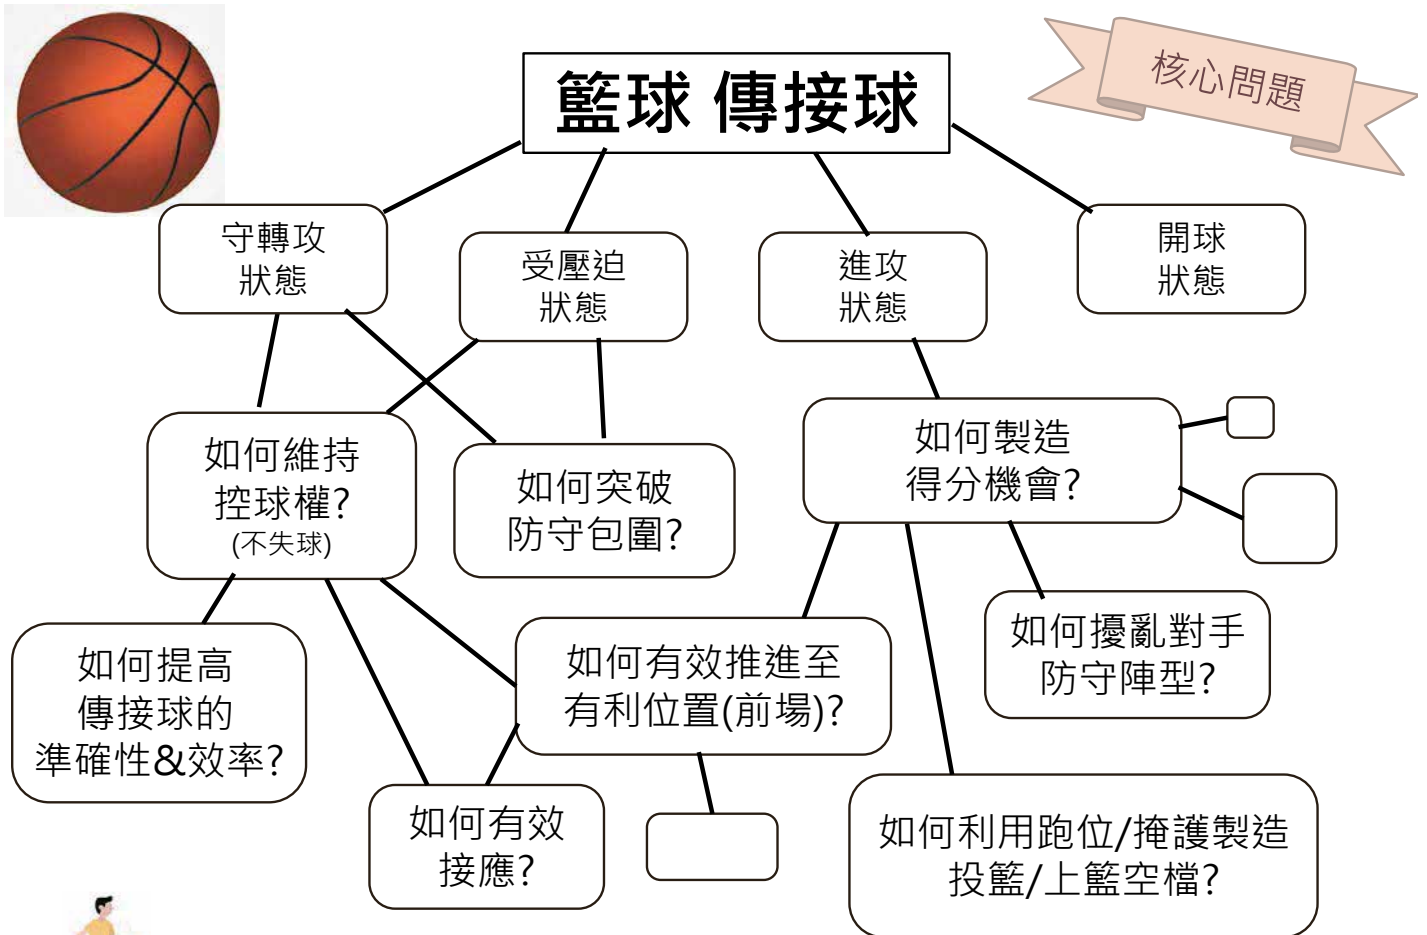 籃球 傳接球
核心問題
守轉攻
狀態
受壓迫
狀態
進攻
狀態
開球
狀態
如何維持
控球權?
(不失球)
如何突破
防守包圍?
如何製造
得分機會?
如何提高
傳接球的
準確性&效率?
如何有效推進至
有利位置(前場)?
如何擾亂對手
防守陣型?
如何有效
接應?
如何利用跑位/掩護製造
投籃/上籃空檔?